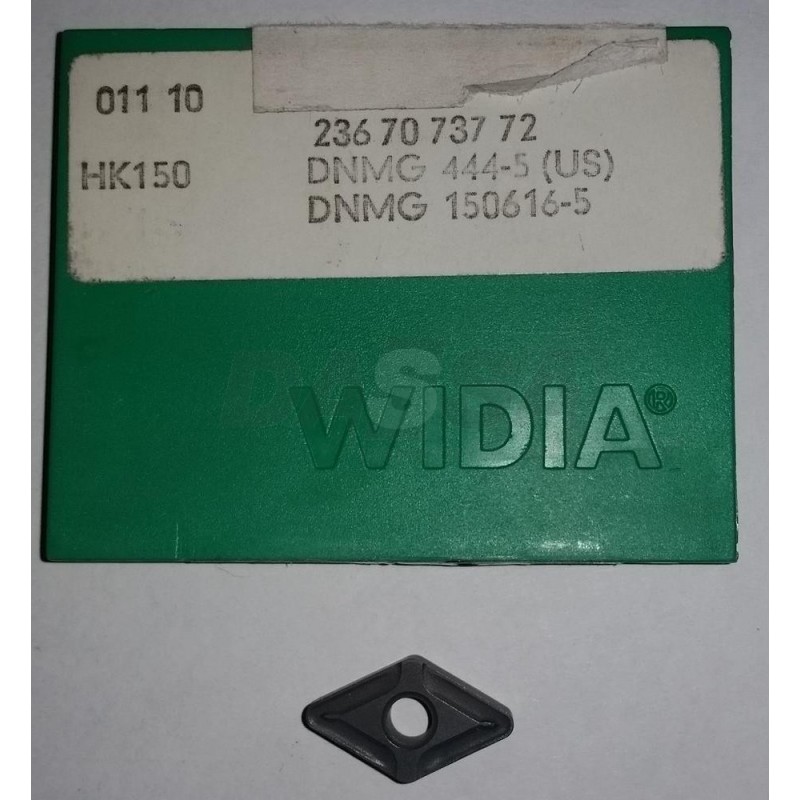 011 10
236 70 737 72
HK150
DNMG 444-5 (US)
DNMG 150616-5
WIDIA®